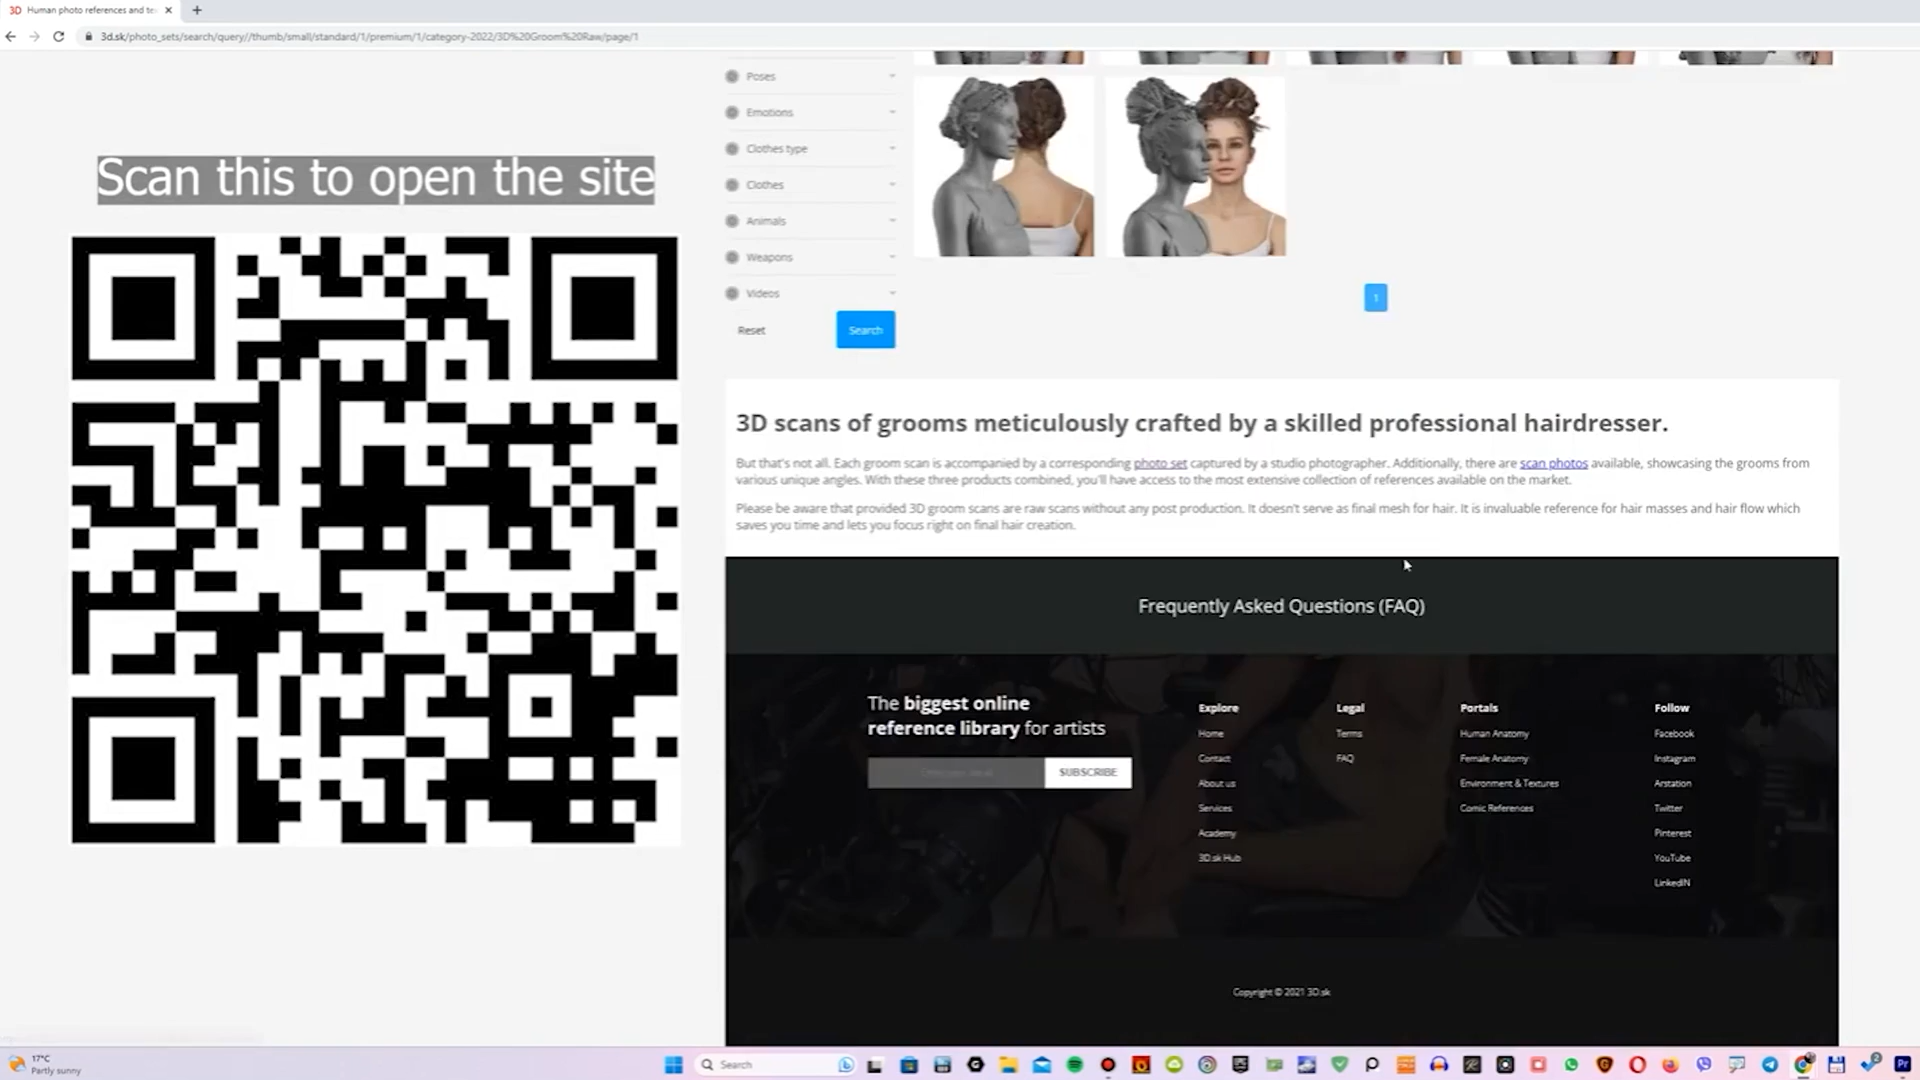 3D Human photo references and te
3d.sk/photo_sets/search/query//thumb/small/standard/1/premium/1/category-2022/3D%20Groom%20Raw/page/1
Scan this to open the site
Poses
Emotions
Clothes type
Clothes
Animals
Weapons
Videos
Reset
Search
1
3D scans of grooms meticulously crafted by a skilled professional hairdresser.
But that's not all. Each groom scan is accompanied by a corresponding photo set captured by a studio photographer. Additionally, there are scan photos available, showcasing the grooms from
various unique angles. With these three products combined, you'll have access to the most extensive collection of references available on the market.
Please be aware that provided 3D groom scans are raw scans without any post production. It doesn't serve as final mesh for hair. It is invaluable reference for hair masses and hair flow which
saves you time and lets you focus right on final hair creation.
Frequently Asked Questions (FAQ)
The biggest online
reference library for artists
SUBSCRIBE
Explore
Home
Contact
About us
Services
Academy
3D.sk Hub
Legal
Terms
FAQ
Portals
Human Anatomy
Female Anatomy
Environment & Textures
Comic References
Follow
Facebook
Instagram
Arstation
Twitter
Pinterest
YouTube
LinkedIN
Copyright © 2021 3D.sk
17°C
Partly sunny
Search